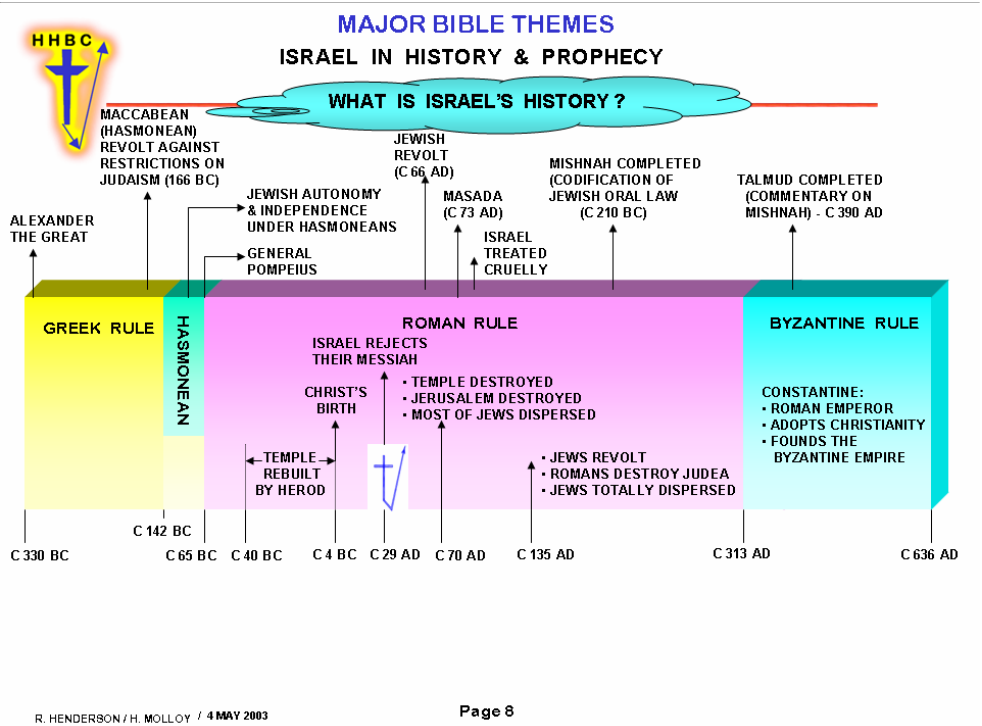 MAJOR BIBLE THEMES
HHBC
ISRAEL IN HISTORY & PROPHECY
WHAT IS ISRAEL'S HISTORY?
MACCABEAN
(HASMONEAN)
REVOLT AGAINST
RESTRICTIONS ON
JUDAISM (166 BC)
JEWISH
REVOLT
(C 66 AD)
MISHNAH COMPLETED
(CODIFICATION OF
JEWISH ORAL LAW
(C 210 BC)
TALMUD COMPLETED
(COMMENTARY ON
MISHNAH) - C 390 AD
JEWISH AUTONOMY
& INDEPENDENCE
UNDER HASMONEANS
MASADA
(C 73 AD)
ALEXANDER
THE GREAT
ISRAEL
TREATED
CRUELLY
GENERAL
POMPEIUS
GREEK RULE
HASMONEAN
ROMAN RULE
BYZANTINE RULE
ISRAEL REJECTS
THEIR MESSIAH
CHRIST'S
BIRTH
• TEMPLE DESTROYED
• JERUSALEM DESTROYED
• MOST OF JEWS DISPERSED
CONSTANTINE:
• ROMAN EMPEROR
• ADOPTS CHRISTIANITY
• FOUNDS THE
BYZANTINE EMPIRE
TEMPLE
REBUILT
BY HEROD
• JEWS REVOLT
• ROMANS DESTROY JUDEA
• JEWS TOTALLY DISPERSED
C 330 BC
C 142 BC
C 65 BC
C 40 BC
C 4 BC
C 29 AD
C 70 AD
C 135 AD
C 313 AD
C 636 AD
R. HENDERSON / H. MOLLOY / 4 MAY 2003
Page 8